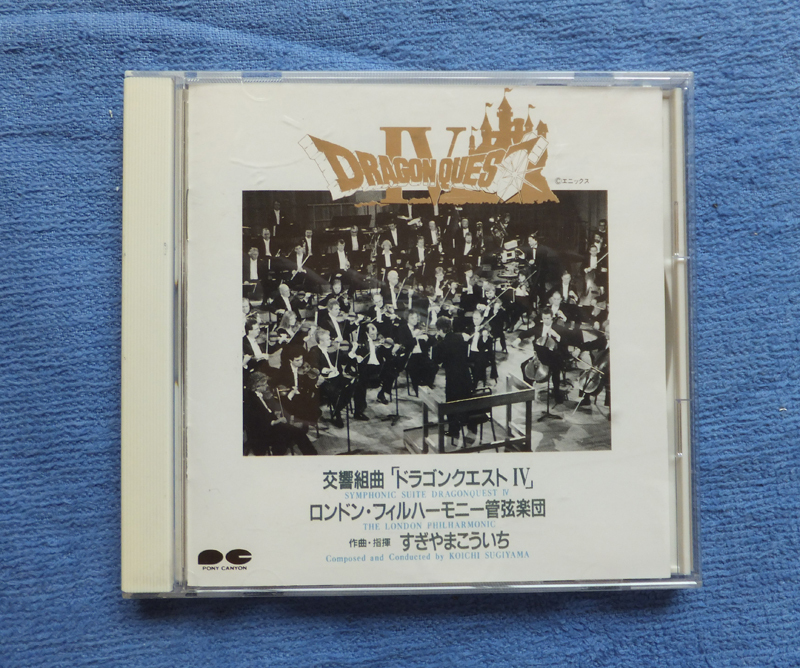 IV
DRAGON QUEST
©エニックス
交響組曲「ドラゴンクエスト IV」
SYMPHONIC SUITE DRAGONQUEST IV
ロンドン・フィルハーモニー管弦楽団
THE LONDON PHILHARMONIC
作曲・指揮 すぎやまこういち
Composed and Conducted by KOICHI SUGIYAMA
PONY CANYON